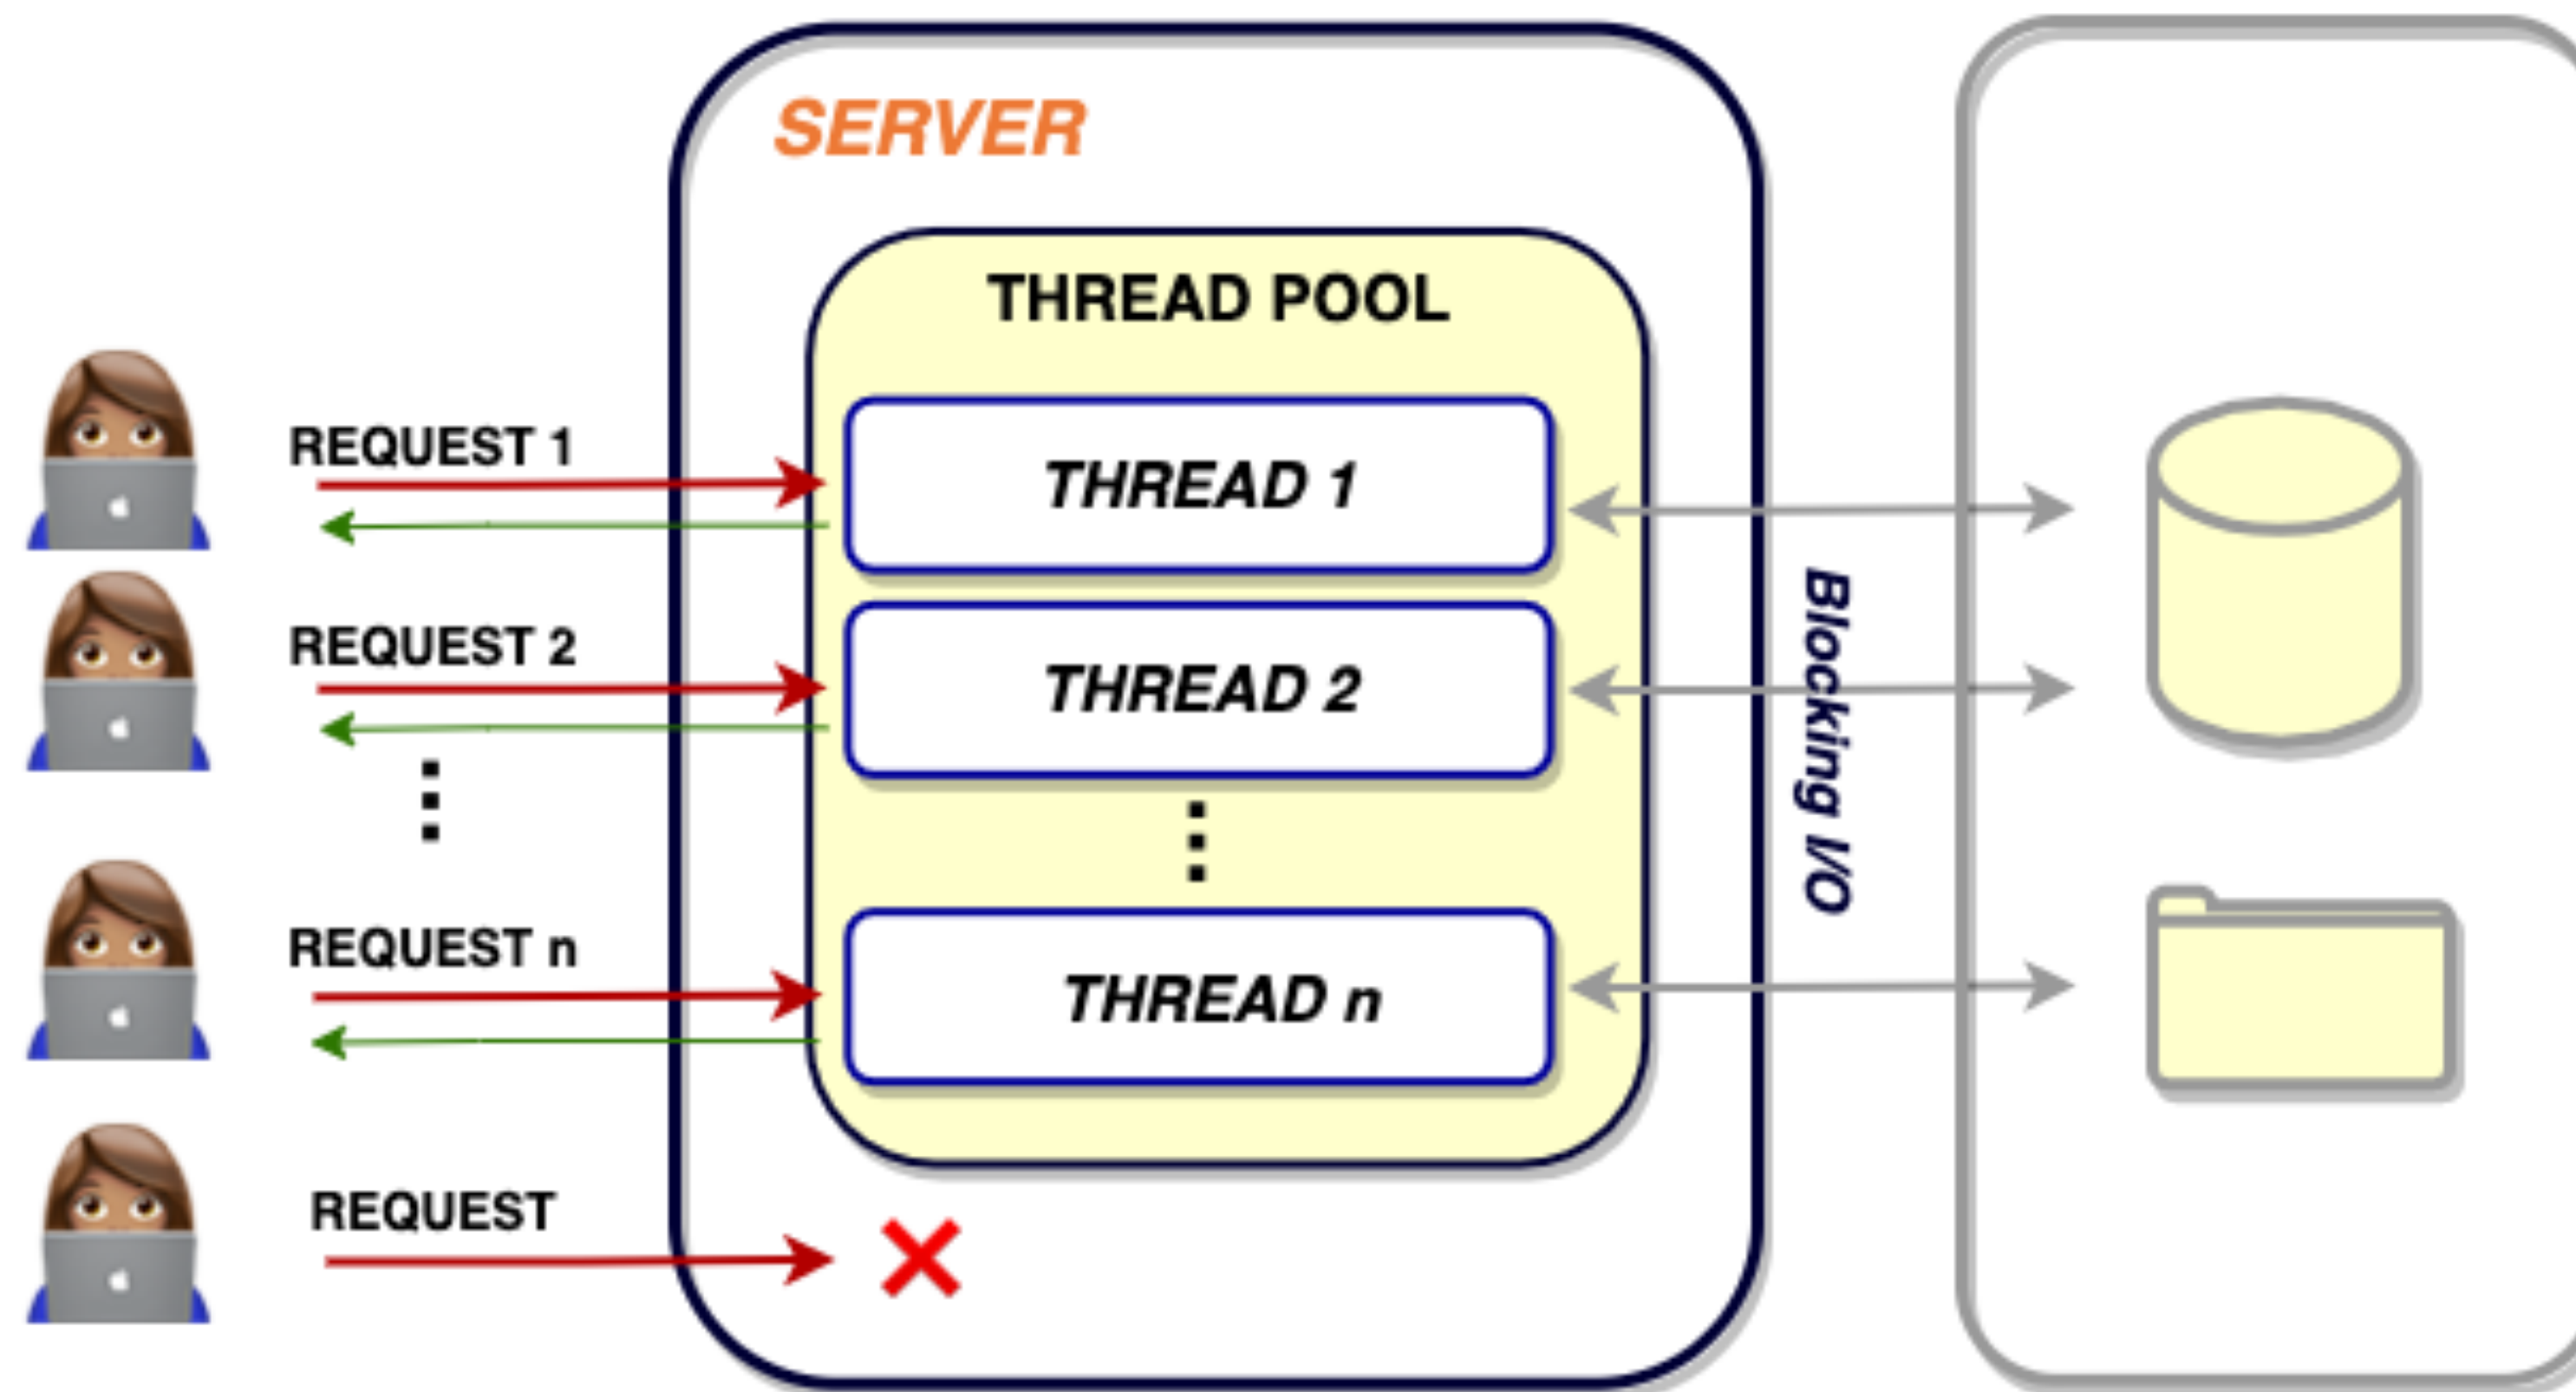 SERVER
THREAD POOL
REQUEST 1
THREAD 1
REQUEST 2
THREAD 2
Blocking I/O
REQUEST n
THREAD n
REQUEST